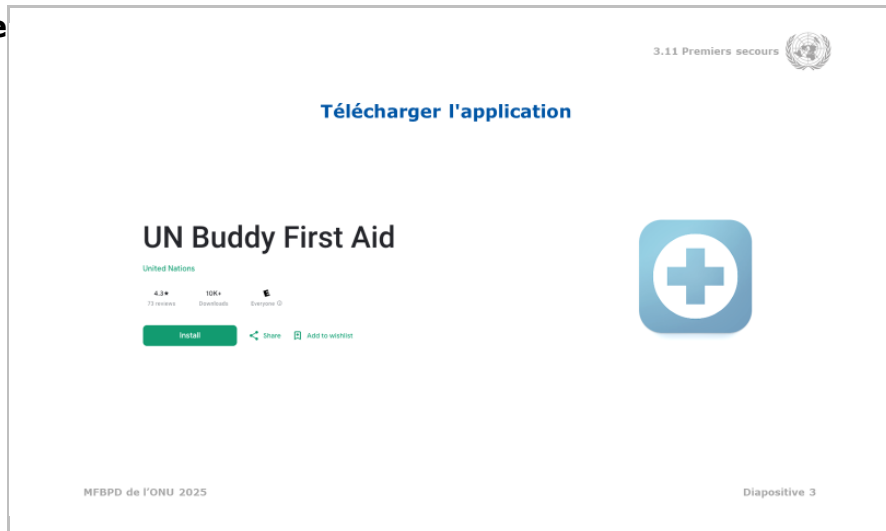 e
3.11 Premiers secours
Télécharger l'application
UN Buddy First Aid
United Nations
4.3★ 10K+ E
73 reviews Downloads Everyone
Install Share Add to wishlist
MFBPD de l'ONU 2025 Diapositive 3